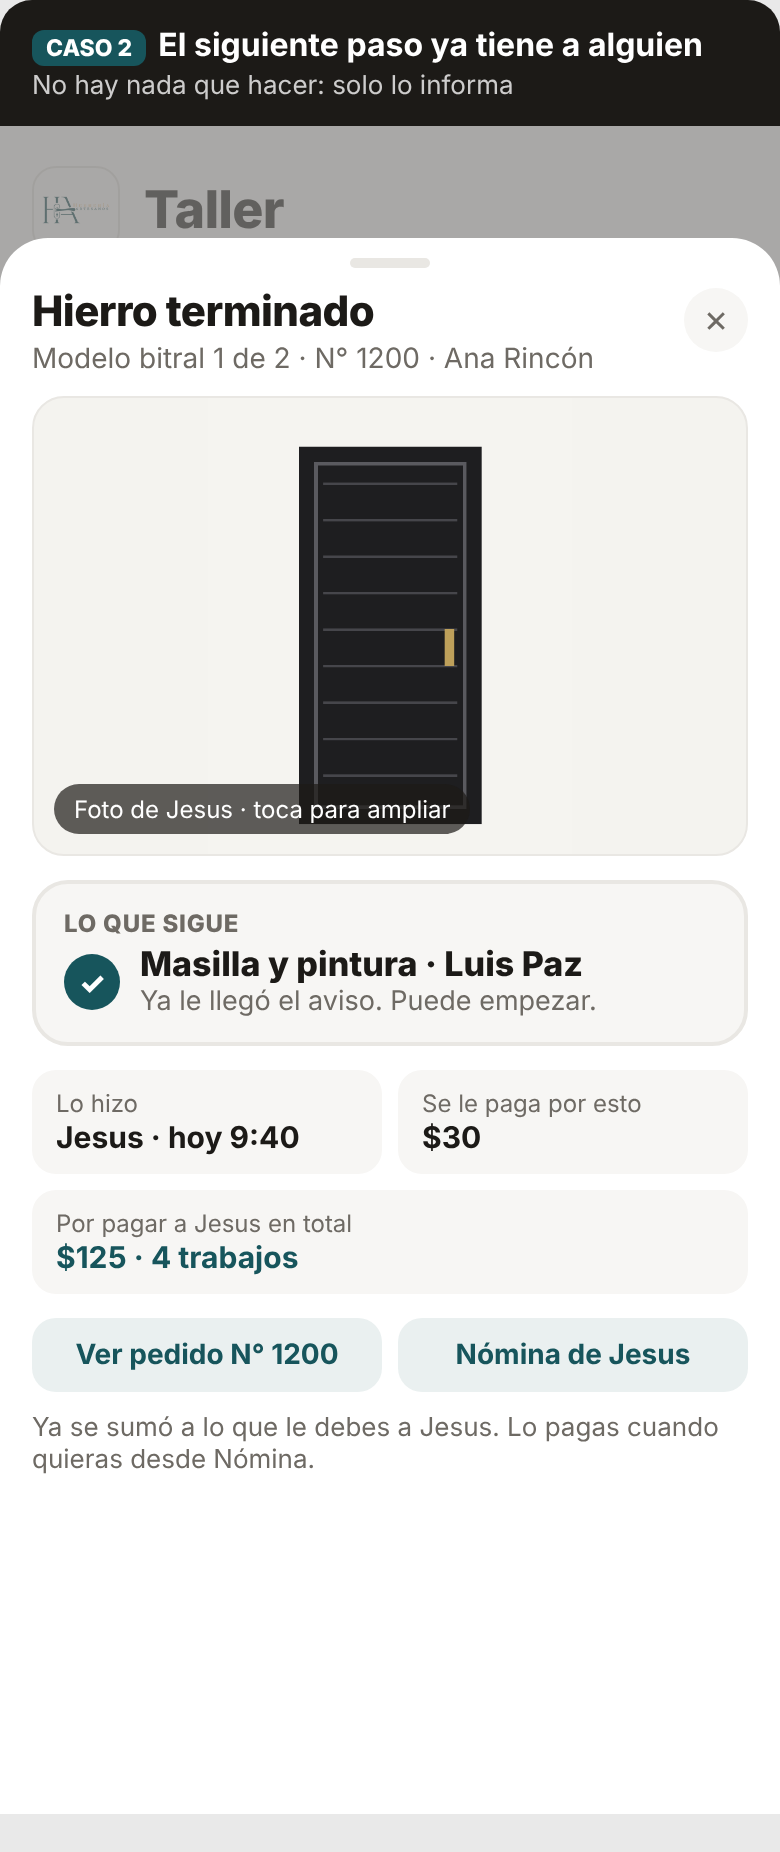 CASO 2 El siguiente paso ya tiene a alguien
No hay nada que hacer: solo lo informa
HA
Taller
Hierro terminado
Modelo bitral 1 de 2 · N° 1200 · Ana Rincón
Foto de Jesus · toca para ampliar
LO QUE SIGUE
Masilla y pintura · Luis Paz
Ya le llegó el aviso. Puede empezar.
Lo hizo
Jesus · hoy 9:40
Se le paga por esto
$30
Por pagar a Jesus en total
$125 · 4 trabajos
Ver pedido N° 1200
Nómina de Jesus
Ya se sumó a lo que le debes a Jesus. Lo pagas cuando
quieras desde Nómina.